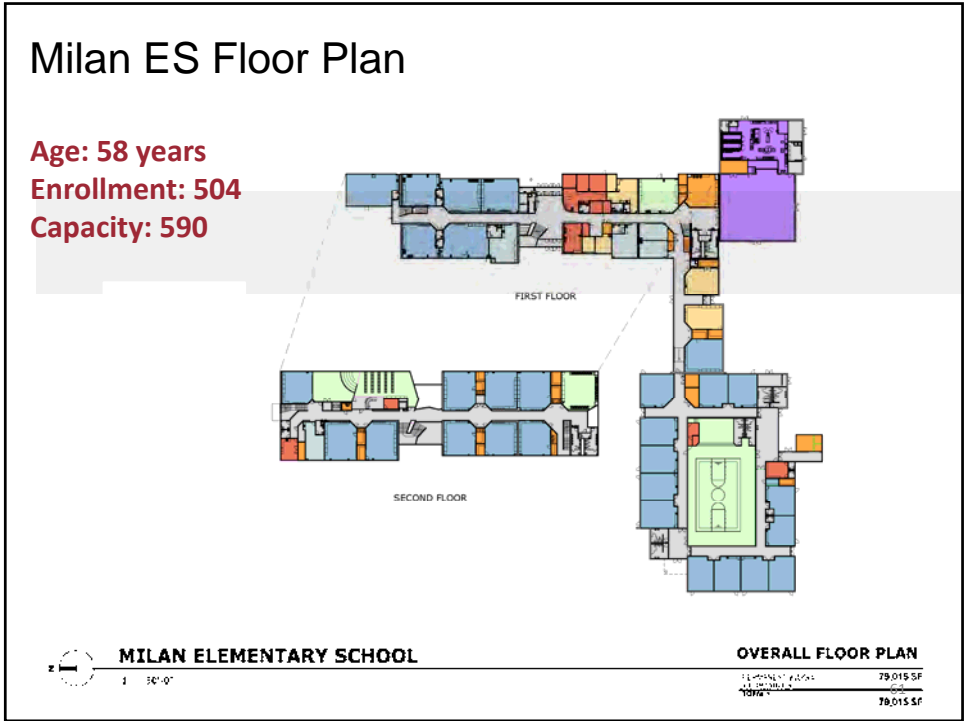 Milan ES Floor Plan
Age: 58 years
Enrollment: 504
Capacity: 590
FIRST FLOOR
SECOND FLOOR
N
MILAN ELEMENTARY SCHOOL
OVERALL FLOOR PLAN
79,015 SF
61
79,015 SF